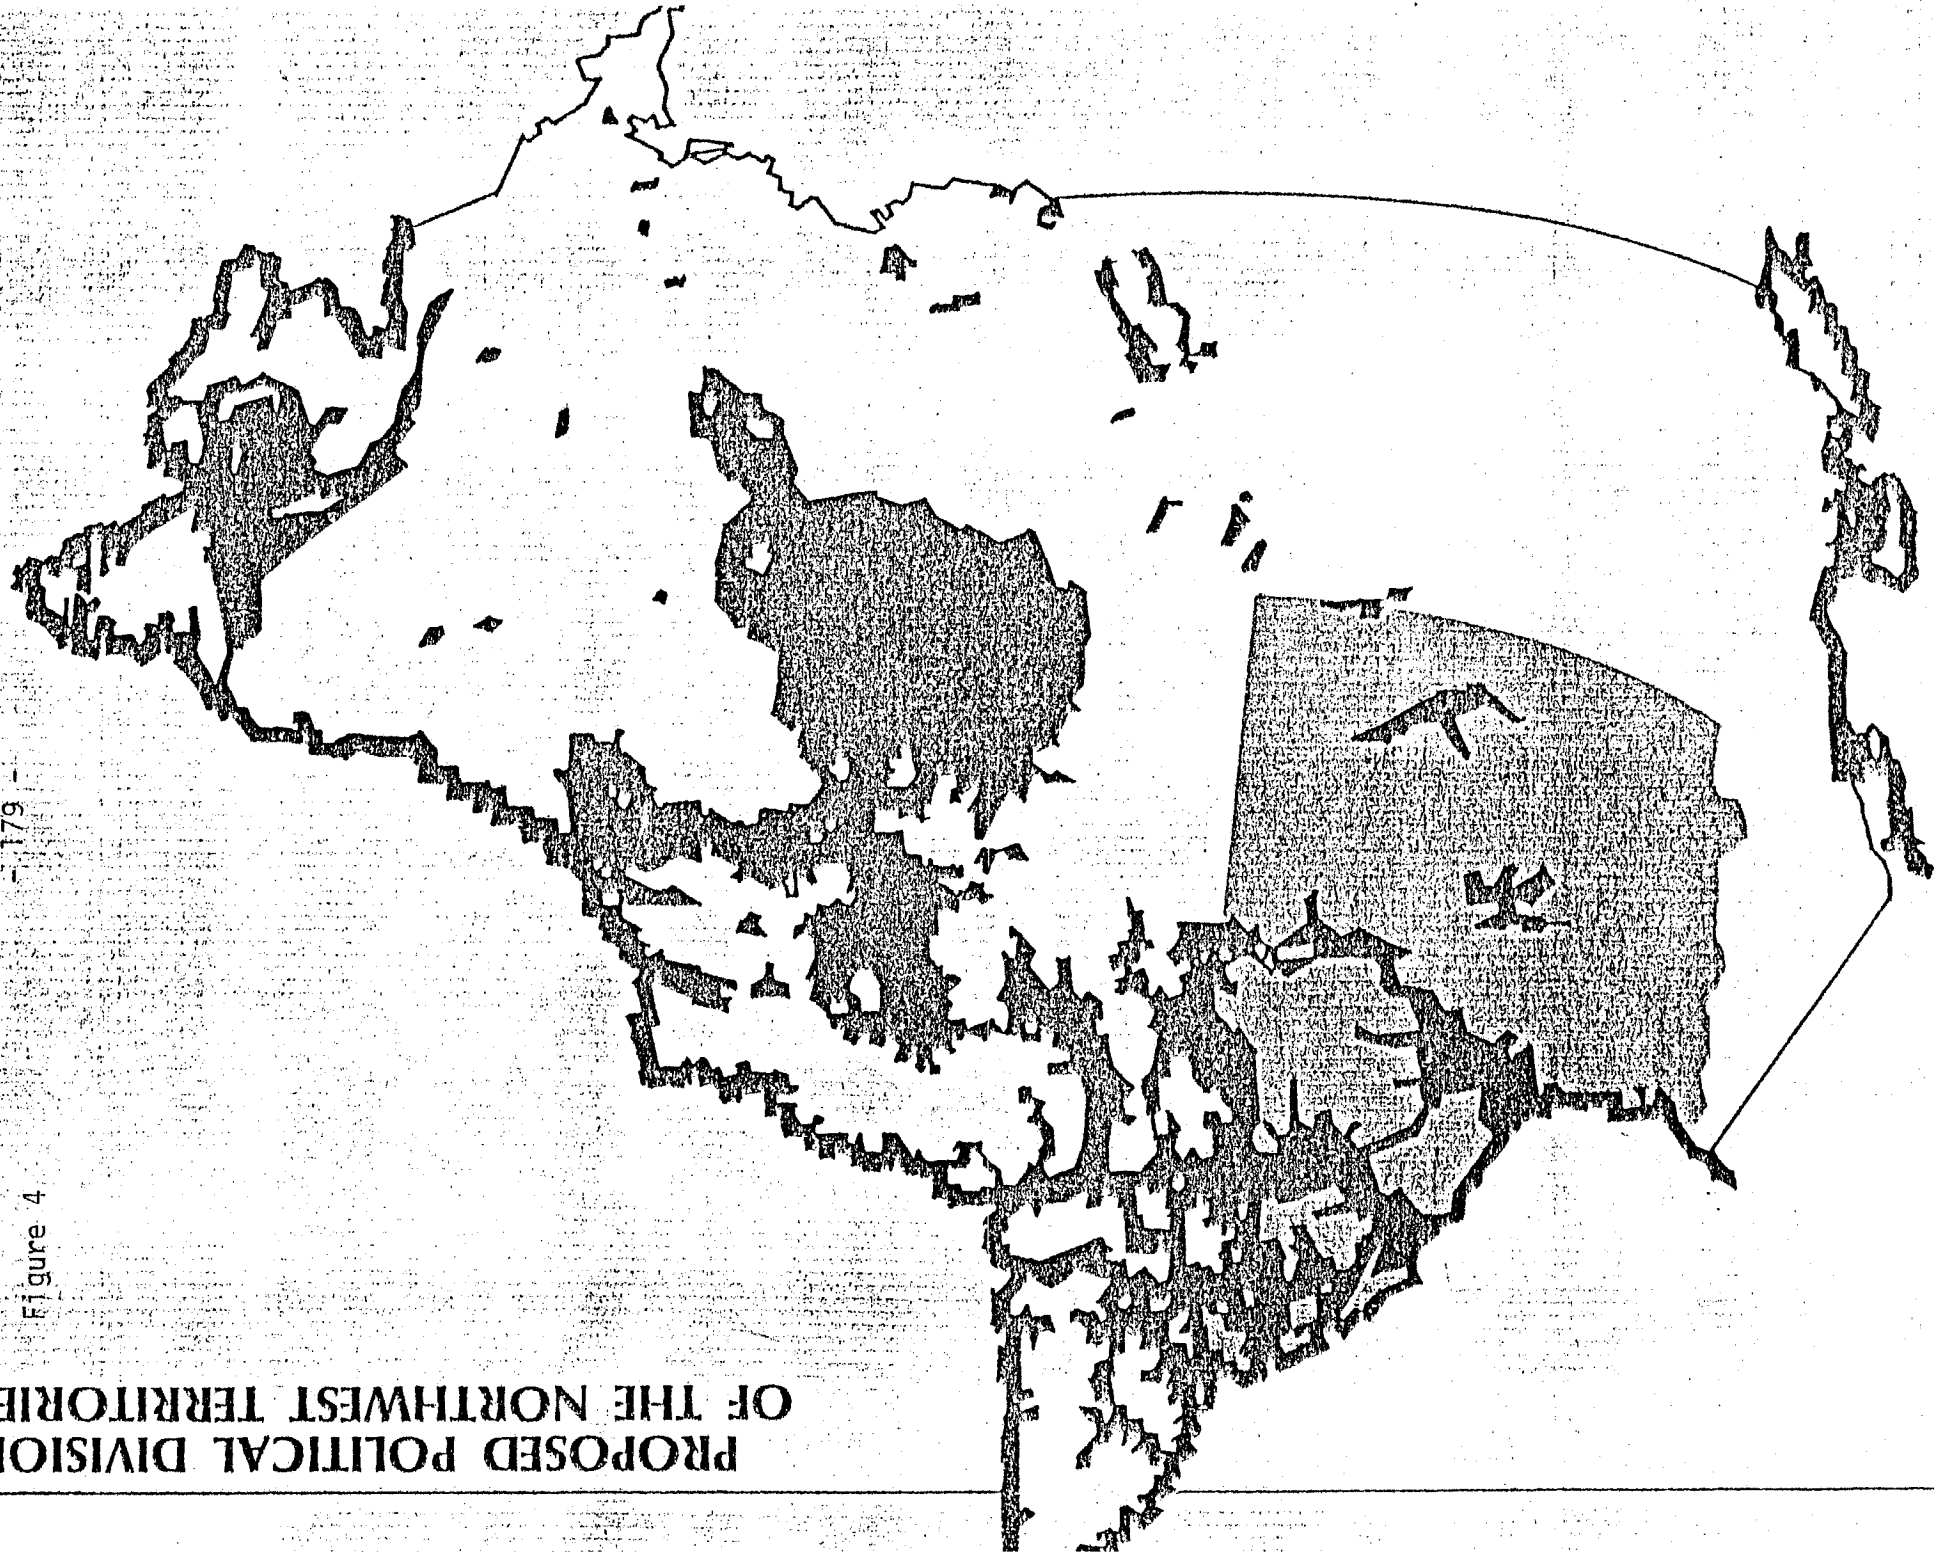 PROPOSED POLITICAL DIVISIO
OF THE NORTHWEST TERRITORIE
Figure 4
- 179 -